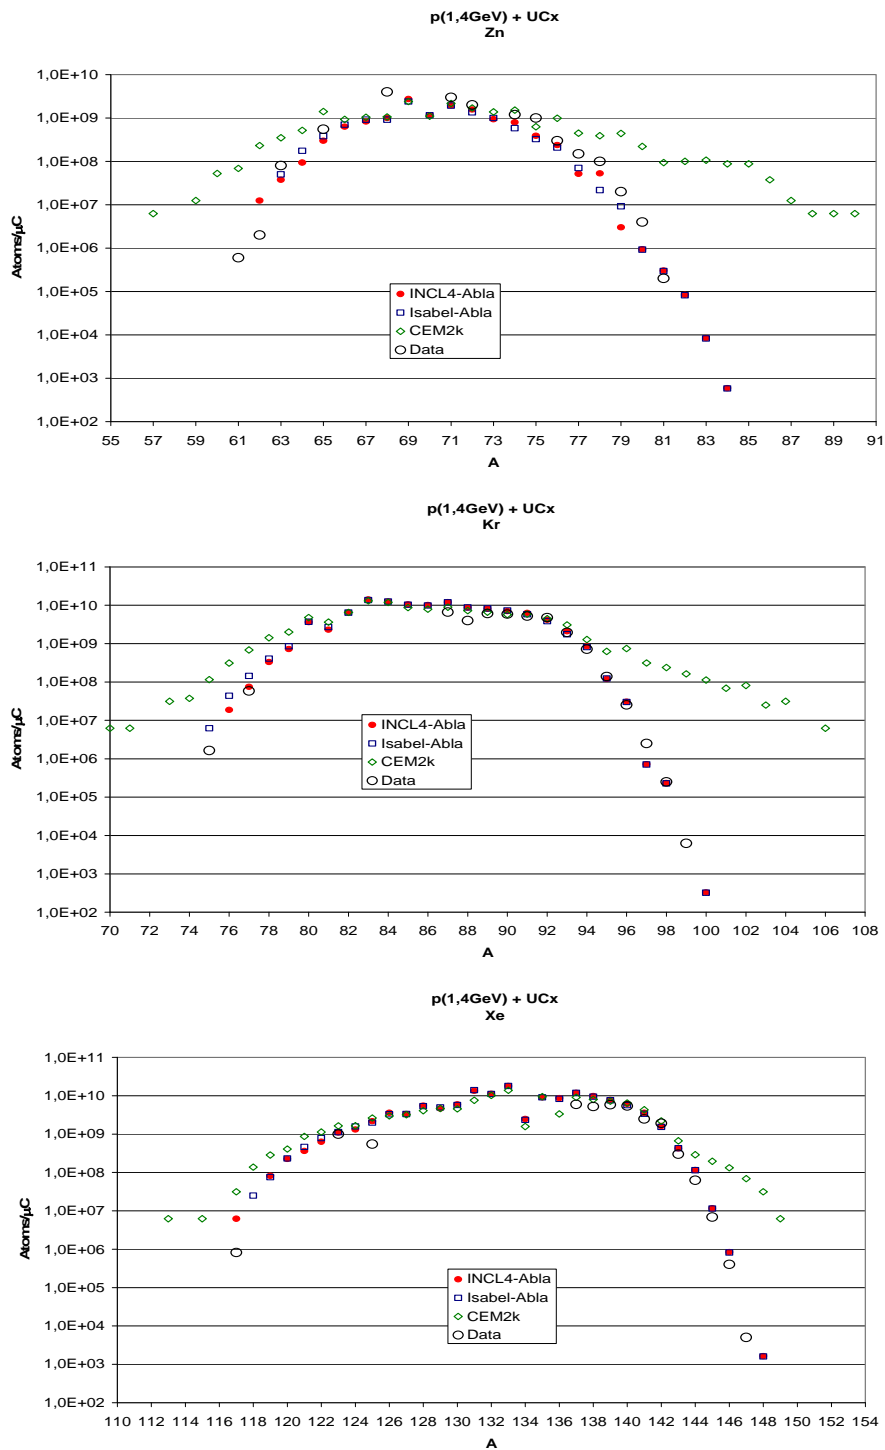 p(1,4GeV) + UCx
Zn
1,0E+10
1,0E+09
1,0E+08
1,0E+07
1,0E+06
1,0E+05
1,0E+04
1,0E+03
1,0E+02
Atoms/µC
INCL4-Abla
Isabel-Abla
CEM2k
Data
55 57 59 61 63 65 67 69 71 73 75 77 79 81 83 85 87 89 91
A
p(1,4GeV) + UCx
Kr
1,0E+11
1,0E+10
1,0E+09
1,0E+08
1,0E+07
1,0E+06
1,0E+05
1,0E+04
1,0E+03
1,0E+02
Atoms/µC
INCL4-Abla
Isabel-Abla
CEM2k
Data
70 72 74 76 78 80 82 84 86 88 90 92 94 96 98 100 102 104 106 108
A
p(1,4GeV) + UCx
Xe
1,0E+11
1,0E+10
1,0E+09
1,0E+08
1,0E+07
1,0E+06
1,0E+05
1,0E+04
1,0E+03
1,0E+02
Atoms/µC
INCL4-Abla
Isabel-Abla
CEM2k
Data
110 112 114 116 118 120 122 124 126 128 130 132 134 136 138 140 142 144 146 148 150 152 154
A